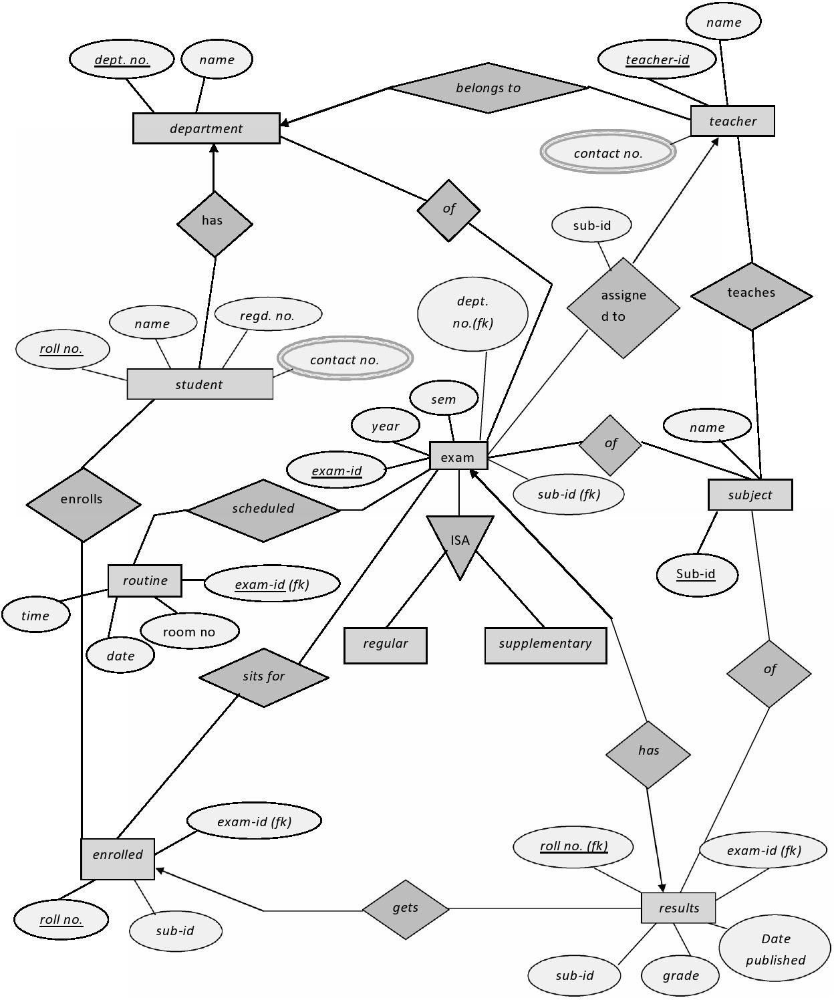 name
dept. no.
name
teacher-id
belongs to
department
teacher
contact no.
of
has
sub-id
assigne
d to
teaches
dept.
no.(fk)
name
regd. no.
roll no.
contact no.
student
sem
year
name
of
exam
exam-id
sub-id (fk)
subject
enrolls
scheduled
ISA
Sub-id
routine
exam-id (fk)
time
room no
date
regular
supplementary
of
sits for
has
exam-id (fk)
enrolled
roll no. (fk)
exam-id (fk)
gets
results
roll no.
sub-id
Date
published
sub-id
grade